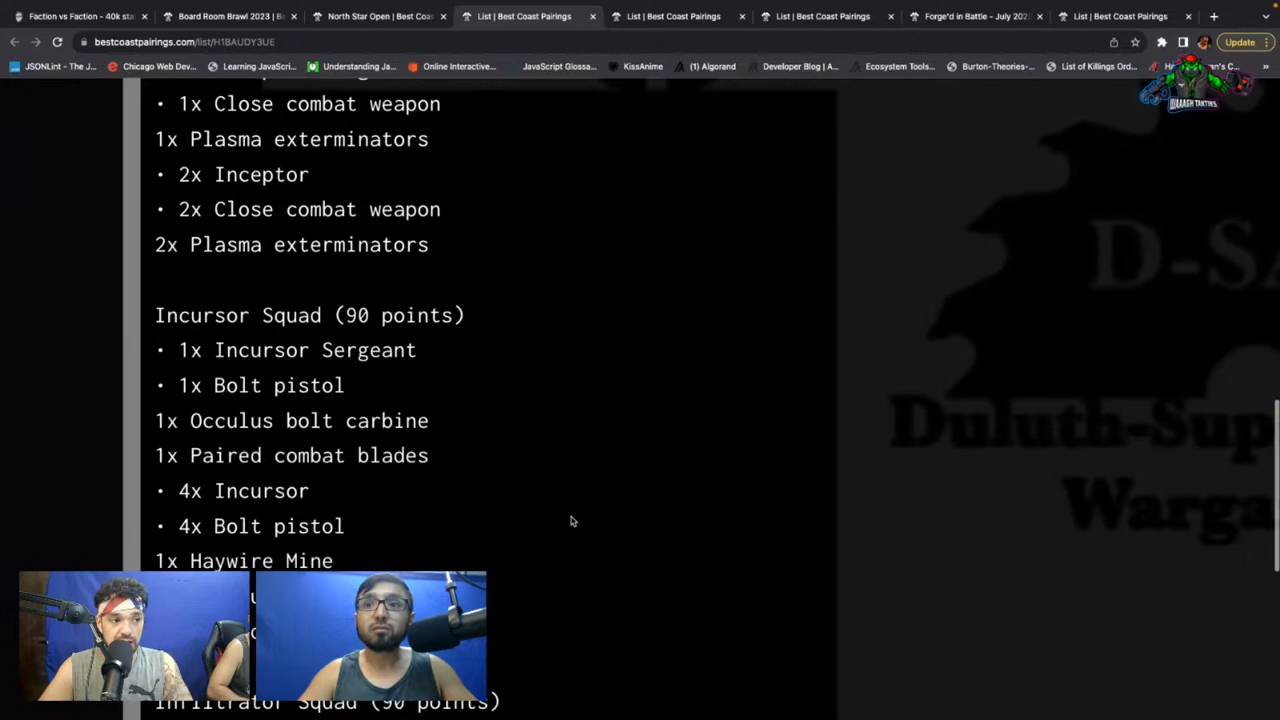 Faction vs Faction - 40k sta
Board Room Brawl 2023 | B
North Star Open | Best Coas
List | Best Coast Pairings
List | Best Coast Pairings
List | Best Coast Pairings
Forge'd in Battle - July 202
List | Best Coast Pairings
bestcoastpairings.com/list/H1BAUDY3UE
Update
JSONLint - The J...
Chicago Web Dev...
Learning JavaScri...
Understanding Ja...
Online Interactive...
JavaScript Glossa...
KissAnime
(1) Algorand
Developer Blog | A...
Ecosystem Tools...
Burton-Theories-...
List of Killings Ord...
WAAAGH TAKTIKS
• 1x Close combat weapon
1x Plasma exterminators
• 2x Inceptor
• 2x Close combat weapon
2x Plasma exterminators
Incursor Squad (90 points)
• 1x Incursor Sergeant
• 1x Bolt pistol
1x Occulus bolt carbine
1x Paired combat blades
• 4x Incursor
• 4x Bolt pistol
1x Haywire Mine
Infiltrator Squad (90 points)
D-SA
Duluth-Sup
Warga